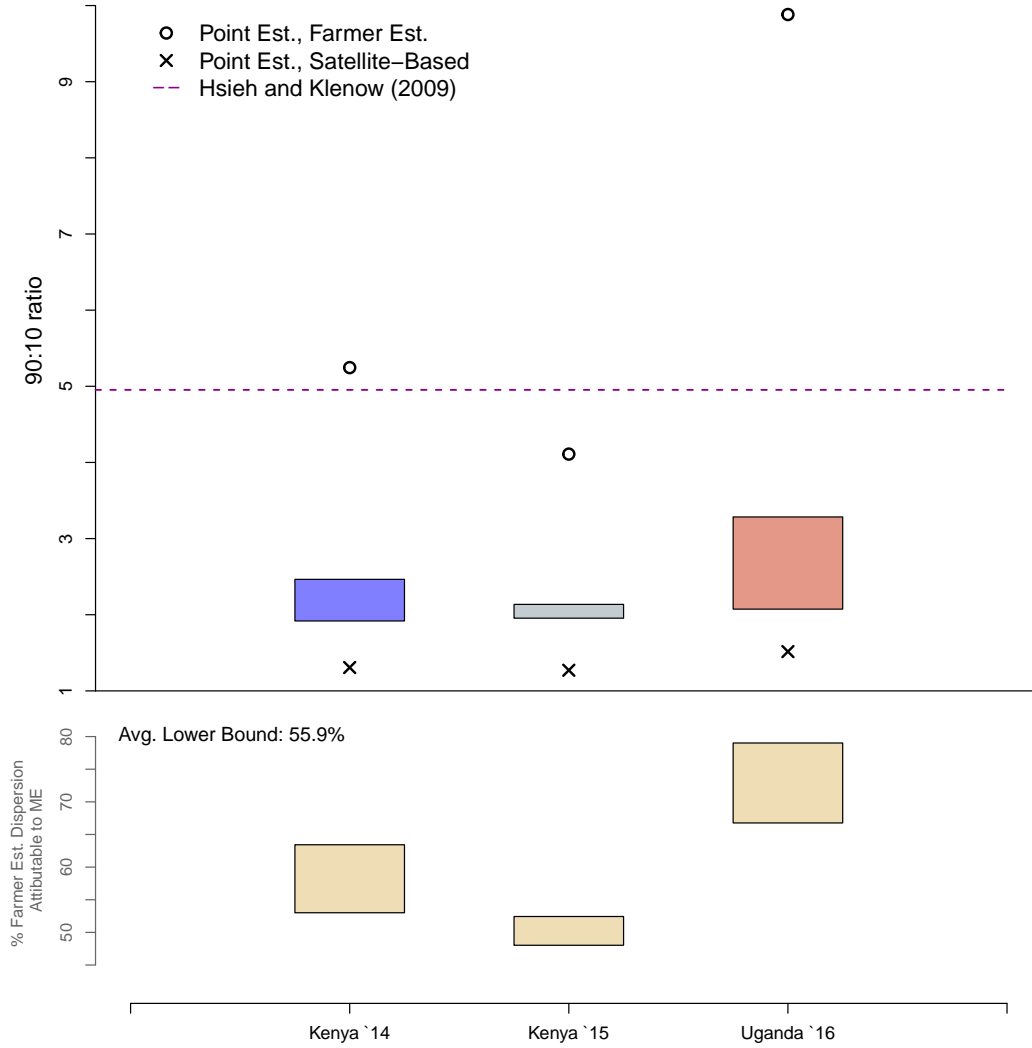 Point Est., Farmer Est.
Point Est., Satellite−Based
Hsieh and Klenow (2009)
90:10 ratio
9
7
5
3
1
Avg. Lower Bound: 55.9%
% Farmer Est. Dispersion
Attibutable to ME
80
70
60
50
Kenya `14
Kenya `15
Uganda `16